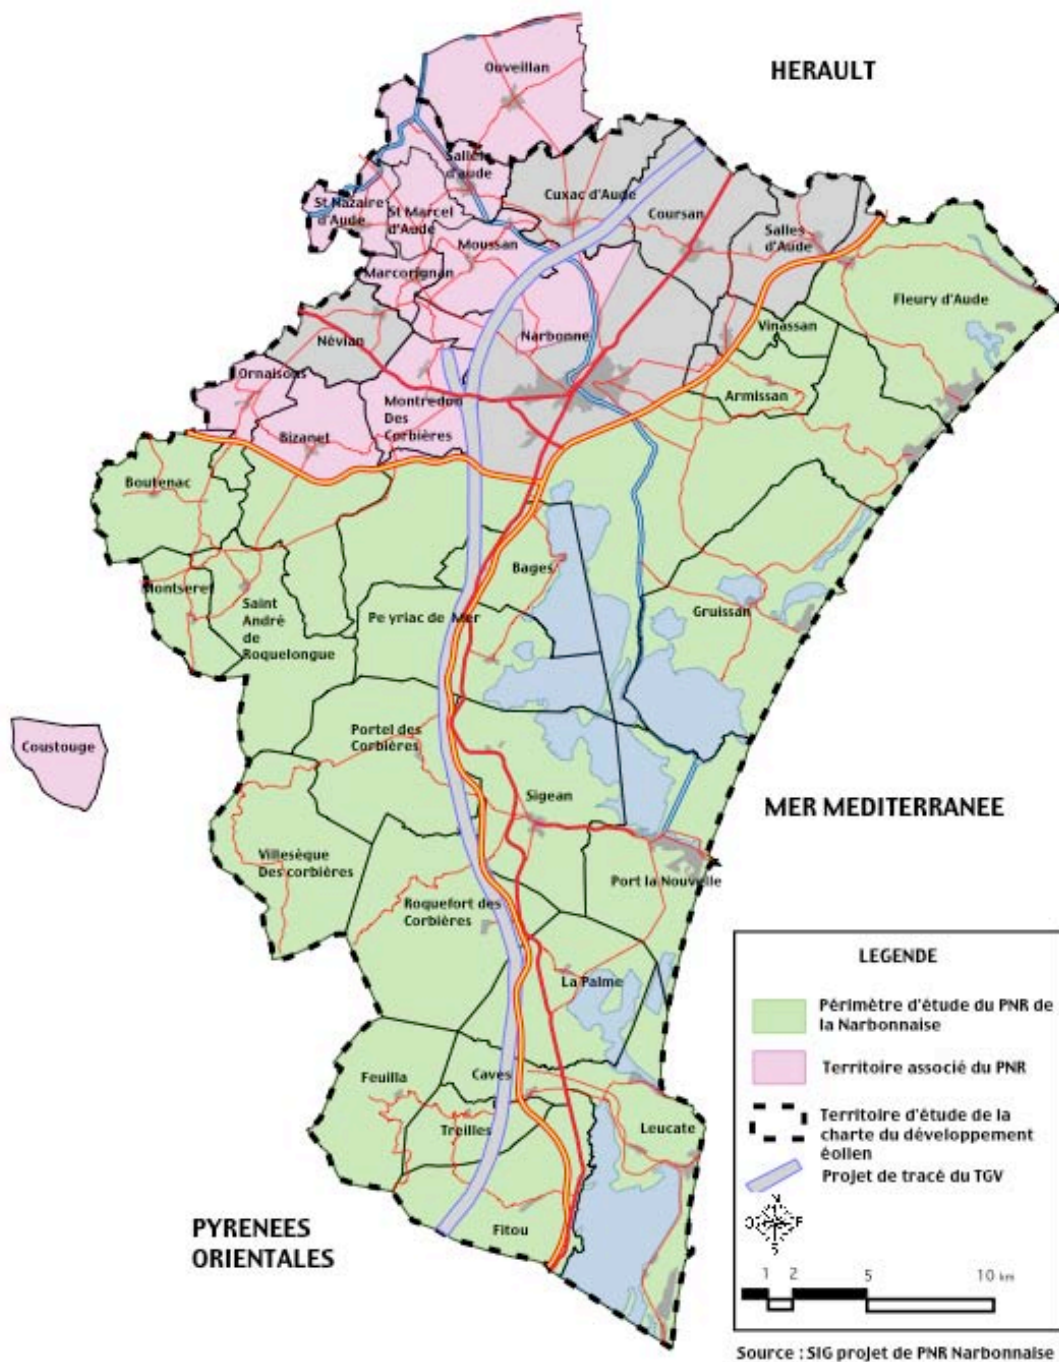 HERAULT
Ouveillan
Sallèles
d'aude
Cuxac d'Aude
St Nazaire
d'Aude
St Marcel
d'Aude
Coursan
Salles
d'Aude
Moussan
Marcorignan
Fleury d'Aude
Névian
Narbonne
Vinassan
Ornaisons
Montredon
Des
Corbières
Armissan
Bizanet
Boutenac
Bages
Montseret
Saint
André
de
Roquelongue
Pe yriac de Mer
Gruissan
Coustouge
Portel des
Corbières
Sigean
MER MEDITERRANEE
Villesèque
Des corbières
Port la Nouvelle
Roquefort des
Corbières
La Palme
Feuilla
Caves
Treilles
Leucate
Fitou
PYRENEES
ORIENTALES
LEGENDE
Périmètre d'étude du PNR de
la Narbonnaise
Territoire associé du PNR
Territoire d'étude de la
charte du développement
éolien
Projet de tracé du TGV
N
O E
S
1 2 5 10 km
Source : SIG projet de PNR Narbonnaise